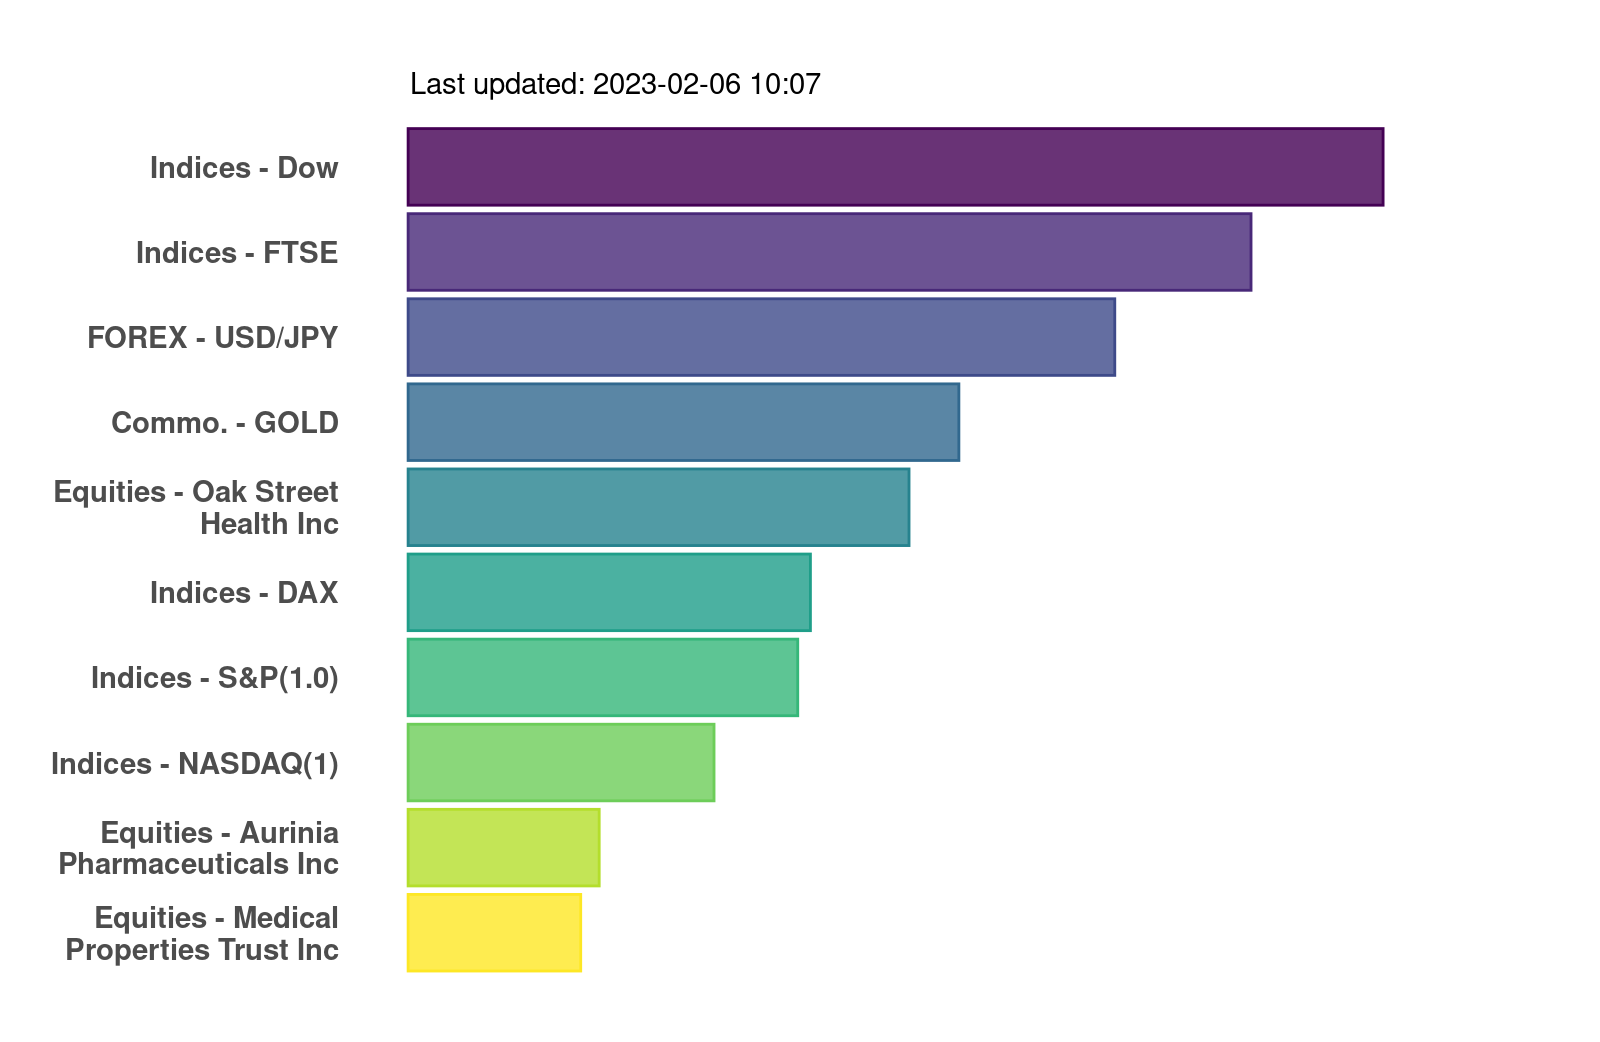 Last updated: 2023-02-06 10:07
Indices - Dow
Indices - FTSE
FOREX - USD/JPY
Commo. - GOLD
Equities - Oak Street
Health Inc
Indices - DAX
Indices - S&P(1.0)
Indices - NASDAQ(1)
Equities - Aurinia
Pharmaceuticals Inc
Equities - Medical
Properties Trust Inc